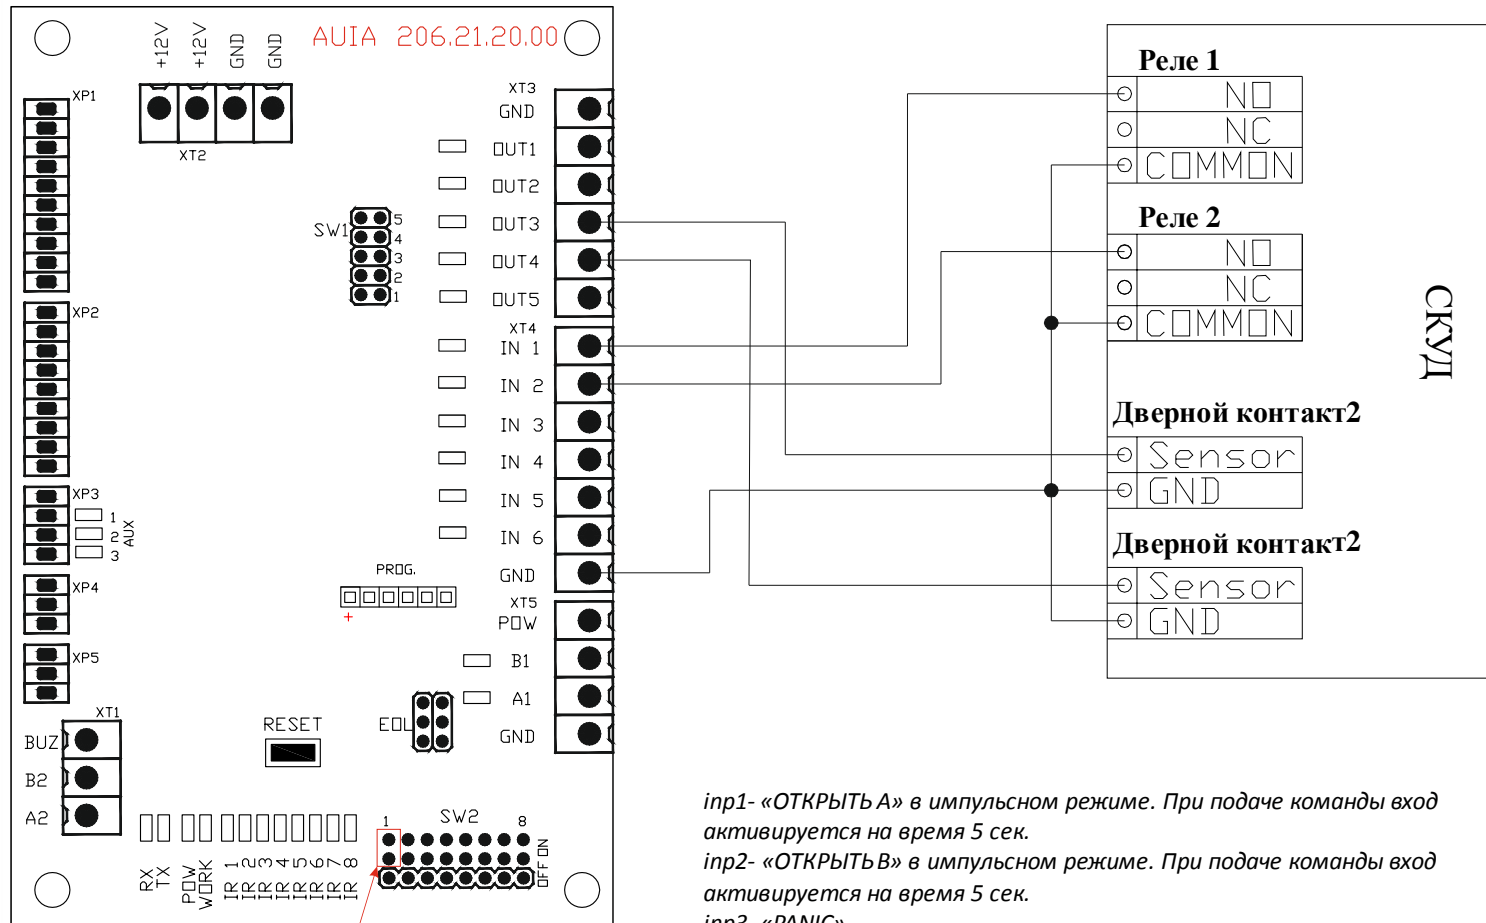 AUIA 206.21.20.00
+12V
+12V
GND
GND
XT2
XP1
XP2
XP3
1
2
3
AUX
XP4
XP5
XT1
BUZ
B2
A2
SW1
5
4
3
2
1
XT3
GND
OUT1
OUT2
OUT3
OUT4
OUT5
XT4
IN 1
IN 2
IN 3
IN 4
IN 5
IN 6
GND
XT5
POW
B1
A1
GND
PROG.
+
RESET
EOL
RX
TX
POW
WORK
IR 1
IR 2
IR 3
IR 4
IR 5
IR 6
IR 7
IR 8
1 SW2 8
OFF ON
Реле 1
NO
NC
COMMON
Реле 2
NO
NC
COMMON
СКУД
Дверной контакт2
Sensor
GND
Дверной контакт2
Sensor
GND
inp1- «ОТКРЫТЬ А» в импульсном режиме. При подаче команды вход
активируется на время 5 сек.
inp2- «ОТКРЫТЬ В» в импульсном режиме. При подаче команды вход
активируется на время 5 сек.
inp3- «PANIC»